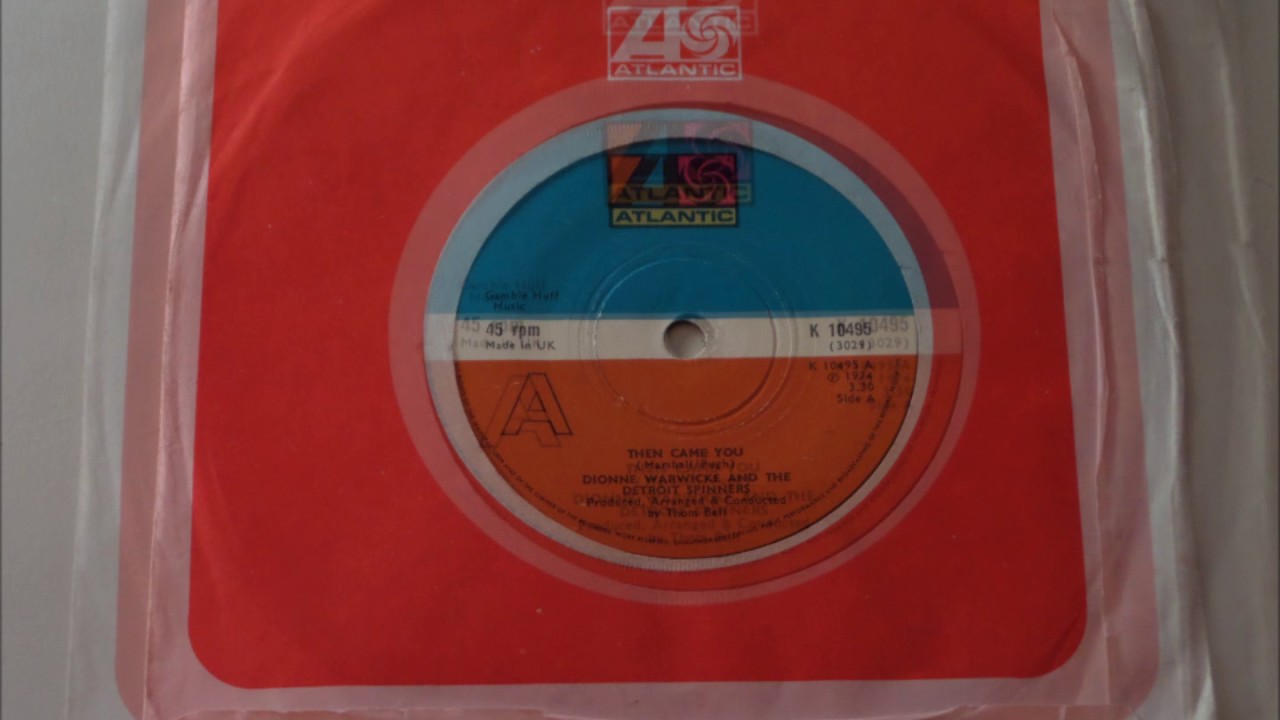 ATLANTIC
ATLANTIC
Gamble Huff
Music
45 rpm
Made in UK
K 10495
(3029)
K 10495 A
℗ 1974
3.30
Side A
A
THEN CAME YOU
(Marshall/Pugh)
DIONNE WARWICKE AND THE
DETROIT SPINNERS
Produced, Arranged & Conducted
by Thom Bell